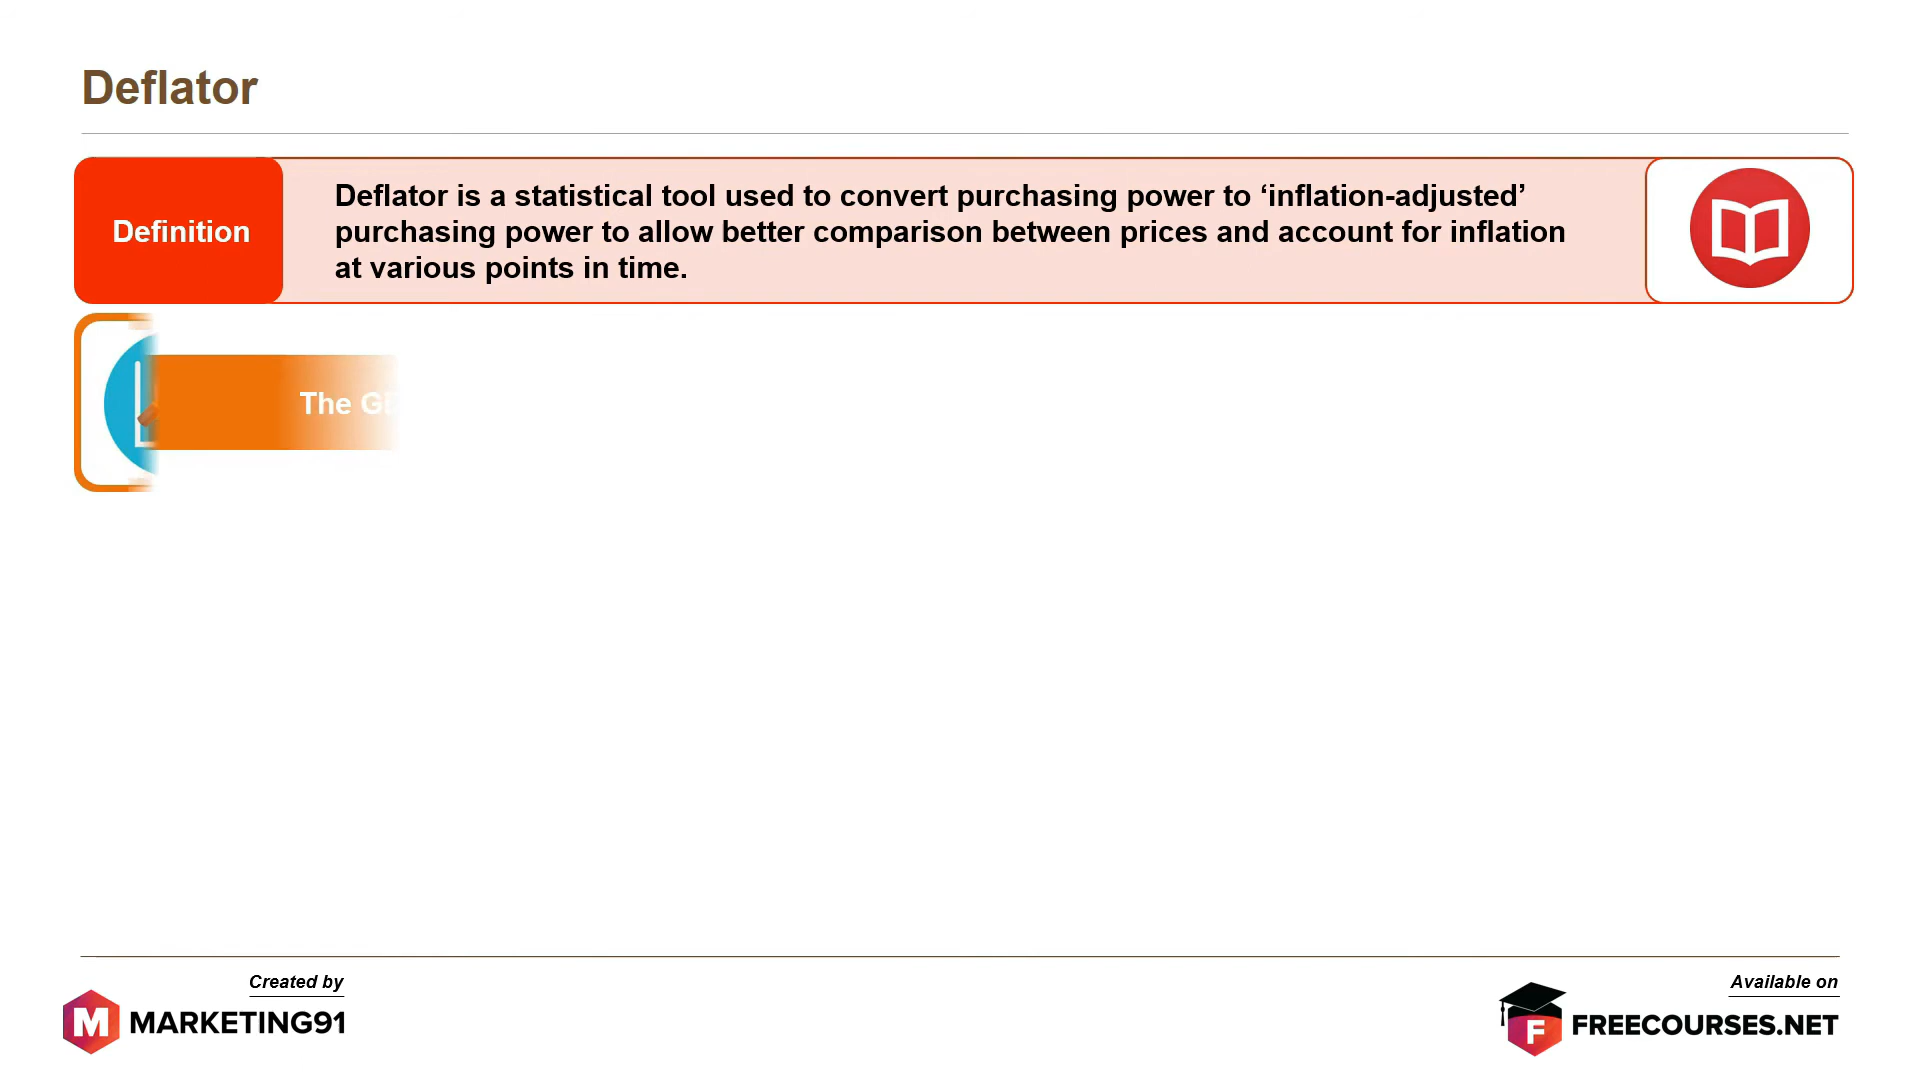 Deflator
Definition
Deflator is a statistical tool used to convert purchasing power to ‘inflation-adjusted’
purchasing power to allow better comparison between prices and account for inflation
at various points in time.
The
Created by
M MARKETING91
Available on
F FREECOURSES.NET